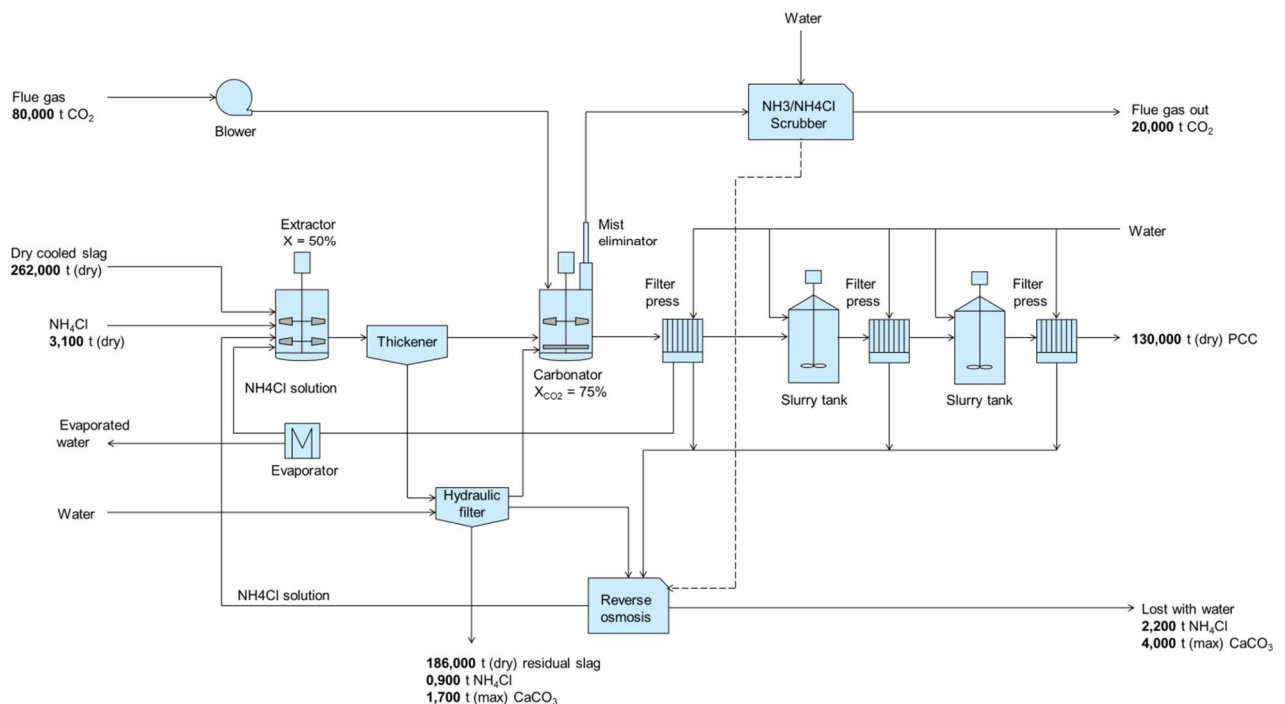 Water
Flue gas
80,000 t CO₂
Blower
NH3/NH4Cl
Scrubber
Flue gas out
20,000 t CO₂
Extractor
X = 50%
Mist
eliminator
Water
Dry cooled slag
262,000 t (dry)
Filter
press
Filter
press
Filter
press
NH₄Cl
3,100 t (dry)
Thickener
130,000 t (dry) PCC
Carbonator
X_CO2 = 75%
NH4Cl solution
Slurry tank
Slurry tank
Evaporated
water
Evaporator
Hydraulic
filter
Water
NH4Cl solution
Reverse
osmosis
Lost with water
2,200 t NH₄Cl
4,000 t (max) CaCO₃
186,000 t (dry) residual slag
0,900 t NH₄Cl
1,700 t (max) CaCO₃